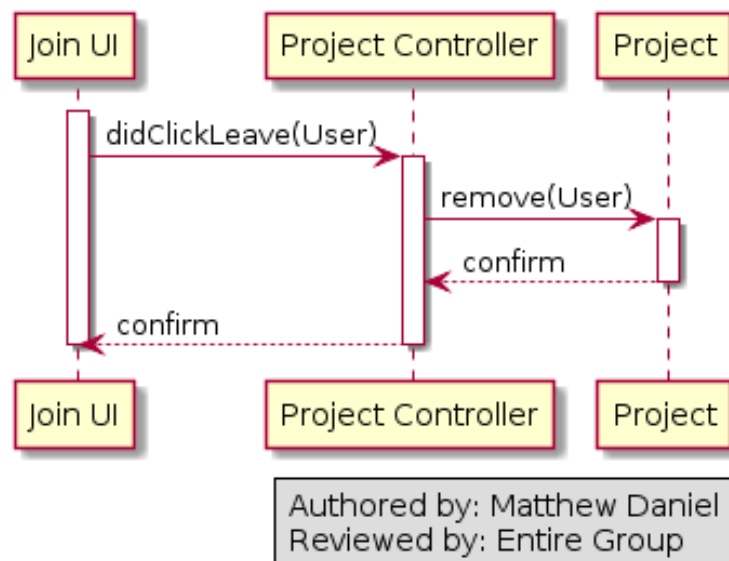 Join UI Project Controller Project
didClickLeave(User)
remove(User)
confirm
confirm
Join UI Project Controller Project
Authored by: Matthew Daniel
Reviewed by: Entire Group